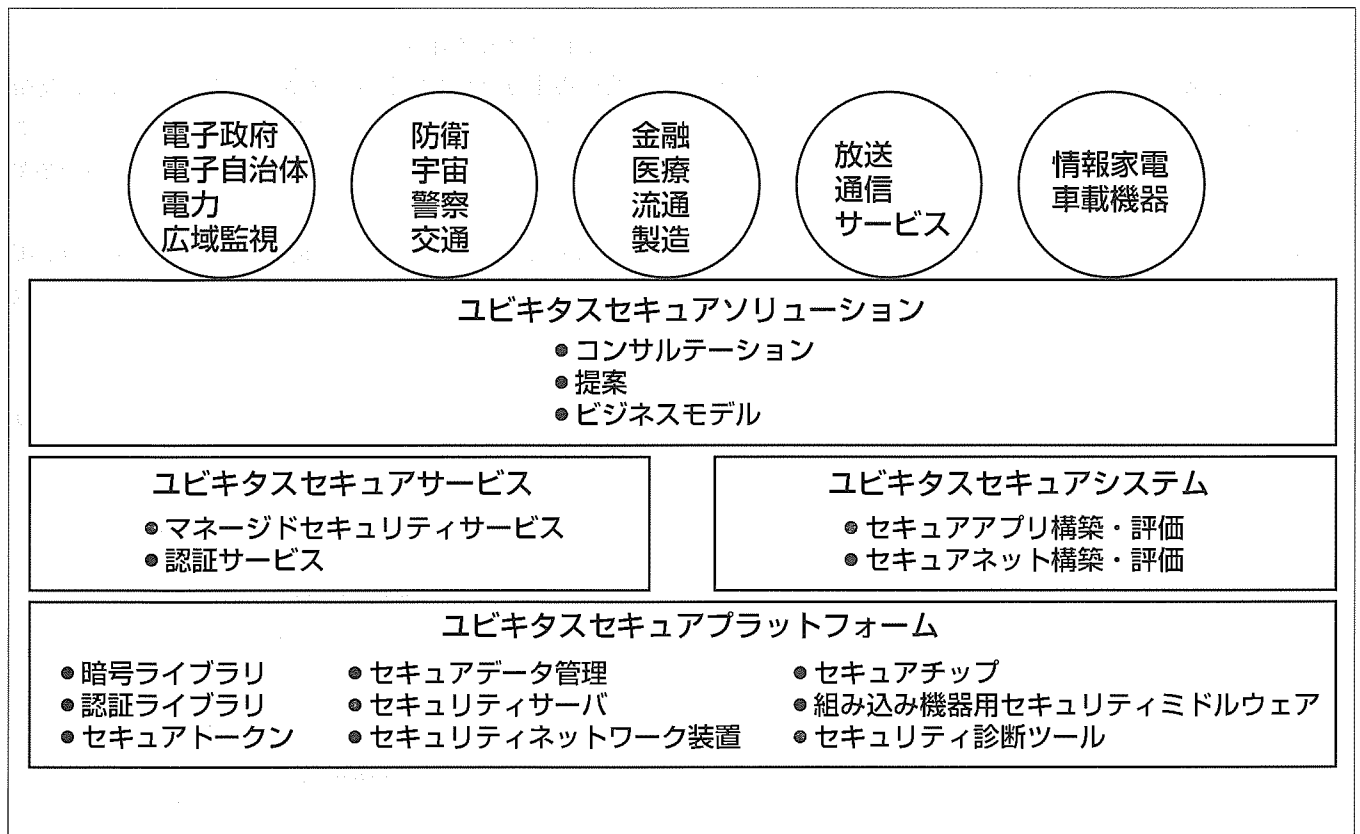 電子政府
電子自治体
電力
広域監視
防衛
宇宙
警察
交通
金融
医療
流通
製造
放送
通信
サービス
情報家電
車載機器
ユビキタスセキュアソリューション
●コンサルテーション
●提案
●ビジネスモデル
ユビキタスセキュアサービス
●マネージドセキュリティサービス
●認証サービス
ユビキタスセキュアシステム
●セキュアアプリ構築・評価
●セキュアネット構築・評価
ユビキタスセキュアプラットフォーム
●暗号ライブラリ
●認証ライブラリ
●セキュアトークン
●セキュアデータ管理
●セキュリティサーバ
●セキュリティネットワーク装置
●セキュアチップ
●組み込み機器用セキュリティミドルウェア
●セキュリティ診断ツール